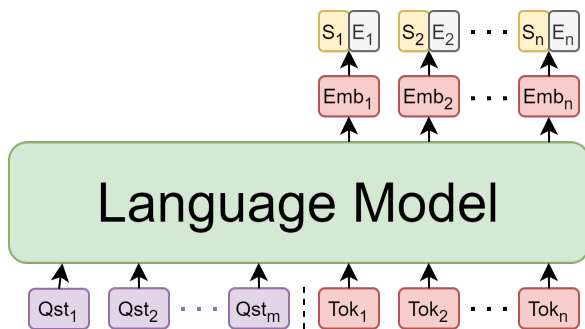 S1 E1 S2 E2 . . . Sn En
Emb1 Emb2 . . . Embn
Language Model
Qst1 Qst2 . . . Qstm Tok1 Tok2 . . . Tokn